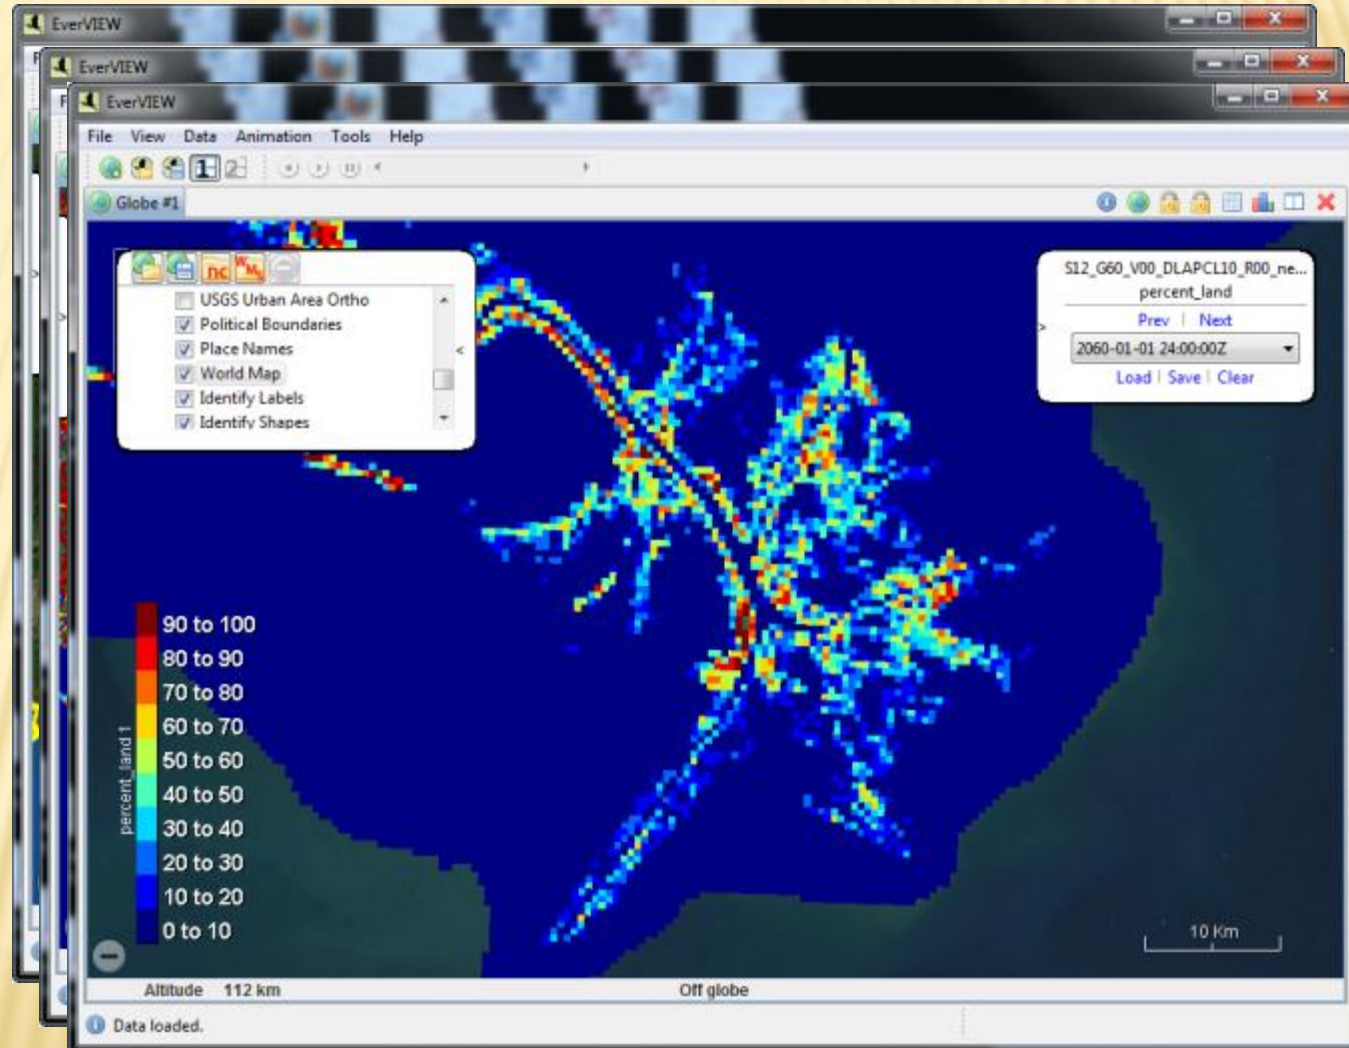 EverVIEW
EverVIEW
EverVIEW
File View Data Animation Tools Help
1 2
Globe #1
nc WMS
USGS Urban Area Ortho
Political Boundaries
Place Names
World Map
Identify Labels
Identify Shapes
S12_G60_V00_DLAPCL10_R00_ne...
percent_land
Prev | Next
2060-01-01 24:00:00Z
Load | Save | Clear
percent_land 1
90 to 100
80 to 90
70 to 80
60 to 70
50 to 60
40 to 50
30 to 40
20 to 30
10 to 20
0 to 10
10 Km
Altitude 112 km
Off globe
Data loaded.